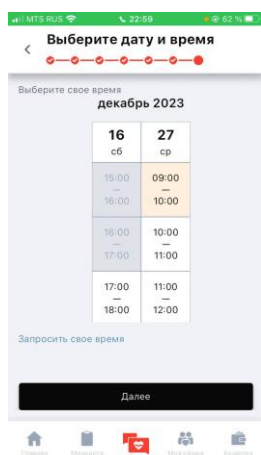 MTS RUS 22:59 62 %
Выберите дату и время
Выберите свое время
декабрь 2023
16 27
сб ср
15:00 — 16:00 09:00 — 10:00
16:00 — 17:00 10:00 — 11:00
17:00 — 18:00 11:00 — 12:00
Запросить свое время
Далее
Главная Моя семья